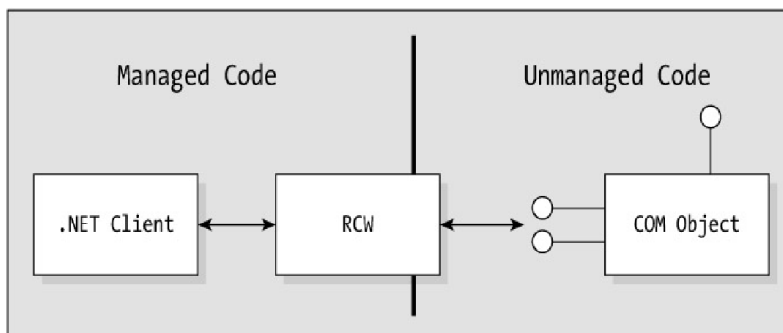 Managed Code
Unmanaged Code
.NET Client
RCW
COM Object